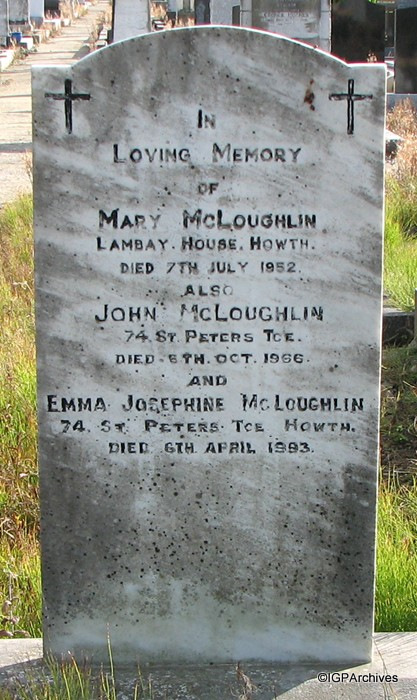 In
Loving Memory
of
Mary McLoughlin
Lambay. House. Howth.
died 7th July 1952.
also
John McLoughlin
74. St. Peters Tce.
Died 6th. Oct. 1966.
and
Emma Josephine McLoughlin
74. St. Peters Tce Howth.
Died 6th April 1993.
©IGPArchives